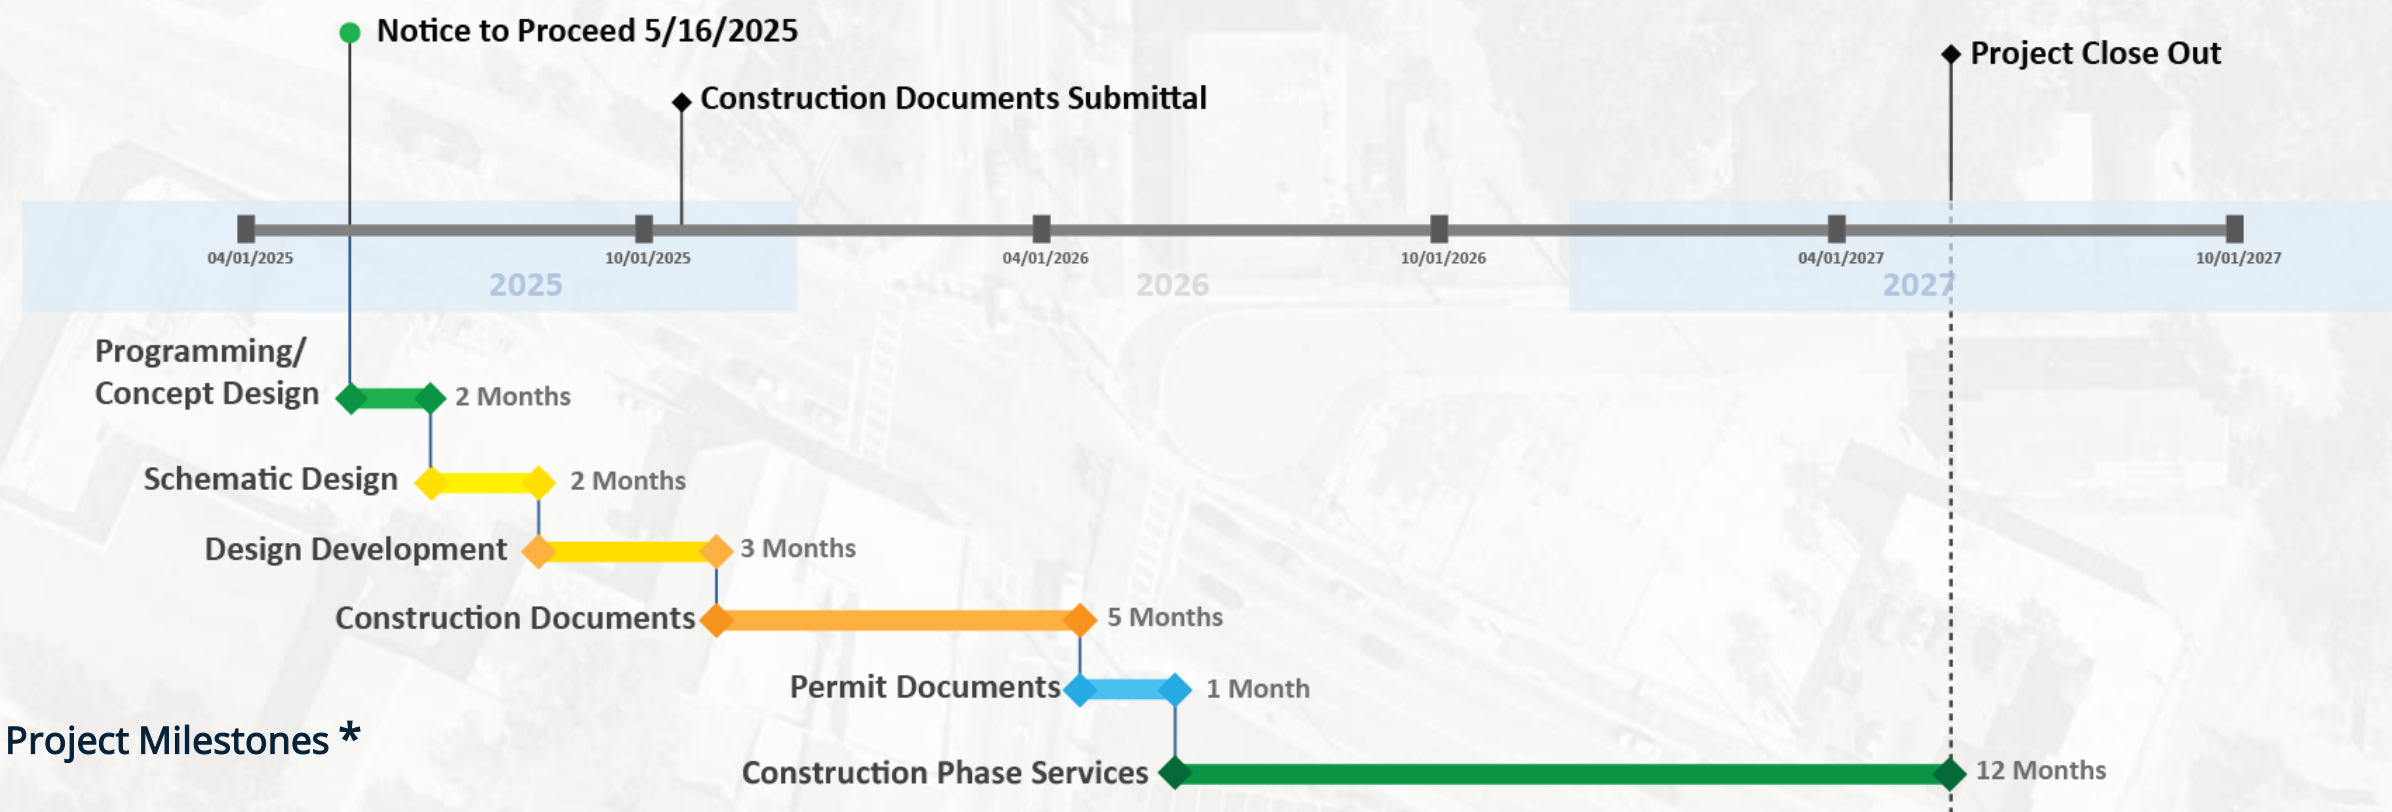 Notice to Proceed 5/16/2025
Project Close Out
Construction Documents Submittal
04/01/2025
10/01/2025
04/01/2026
10/01/2026
04/01/2027
10/01/2027
2025
2026
2027
Programming/
Concept Design
2 Months
Schematic Design
2 Months
Design Development
3 Months
Construction Documents
5 Months
Permit Documents
1 Month
Project Milestones *
Construction Phase Services
12 Months